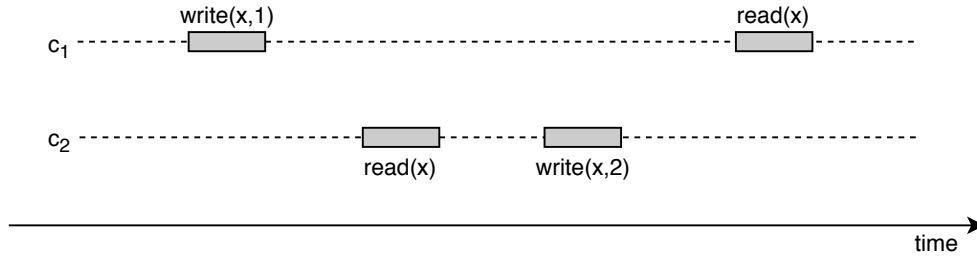 write(x,1)
read(x)
c1
c2
read(x)
write(x,2)
time